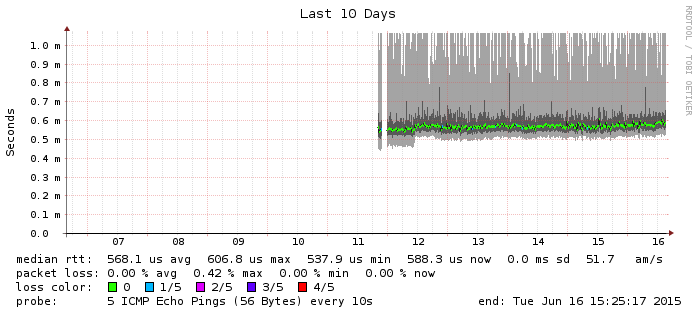 Last 10 Days
RRDTOOL / TOBI OETIKER
Seconds
1.0 m
0.9 m
0.8 m
0.7 m
0.6 m
0.5 m
0.4 m
0.3 m
0.2 m
0.1 m
0.0
07 08 09 10 11 12 13 14 15 16
median rtt: 568.1 us avg 606.8 us max 537.9 us min 588.3 us now 0.0 ms sd 51.7 am/s
packet loss: 0.00 % avg 0.42 % max 0.00 % min 0.00 % now
loss color: 0 1/5 2/5 3/5 4/5
probe: 5 ICMP Echo Pings (56 Bytes) every 10s end: Tue Jun 16 15:25:17 2015